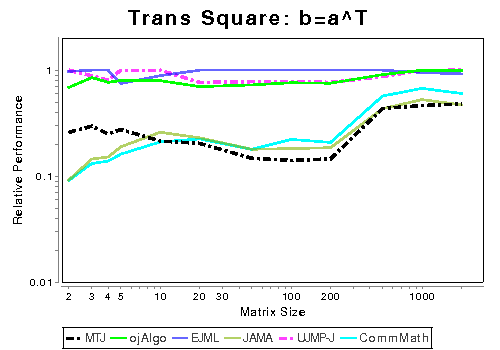 Trans Square: b=a^T
Relative Performance
1
0.1
0.01
2 3 4 5 10 20 30 100 200 1000
Matrix Size
MTJ ojAlgo EJML JAMA UJMP-J CommMath